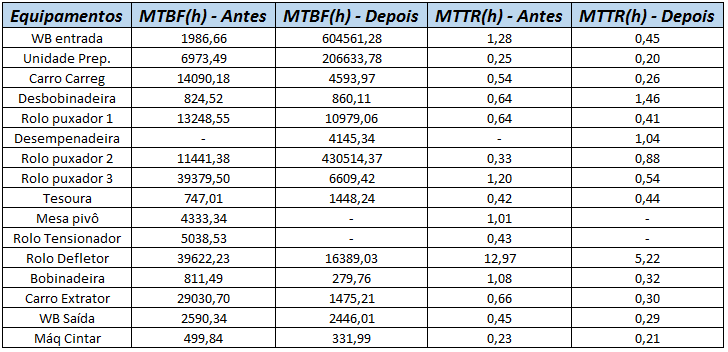 Equipamentos MTBF(h) - Antes MTBF(h) - Depois MTTR(h) - Antes MTTR(h) - Depois
WB entrada 1986,66 604561,28 1,28 0,45
Unidade Prep. 6973,49 206633,78 0,25 0,20
Carro Carreg 14090,18 4593,97 0,54 0,26
Desbobinadeira 824,52 860,11 0,64 1,46
Rolo puxador 1 13248,55 10979,06 0,64 0,41
Desempenadeira - 4145,34 - 1,04
Rolo puxador 2 11441,38 430514,37 0,33 0,88
Rolo puxador 3 39379,50 6609,42 1,20 0,54
Tesoura 747,01 1448,24 0,42 0,44
Mesa pivô 4333,34 - 1,01 -
Rolo Tensionador 5038,53 - 0,43 -
Rolo Defletor 39622,23 16389,03 12,97 5,22
Bobinadeira 811,49 279,76 1,08 0,32
Carro Extrator 29030,70 1475,21 0,66 0,30
WB Saída 2590,34 2446,01 0,45 0,29
Máq Cintar 499,84 331,99 0,23 0,21